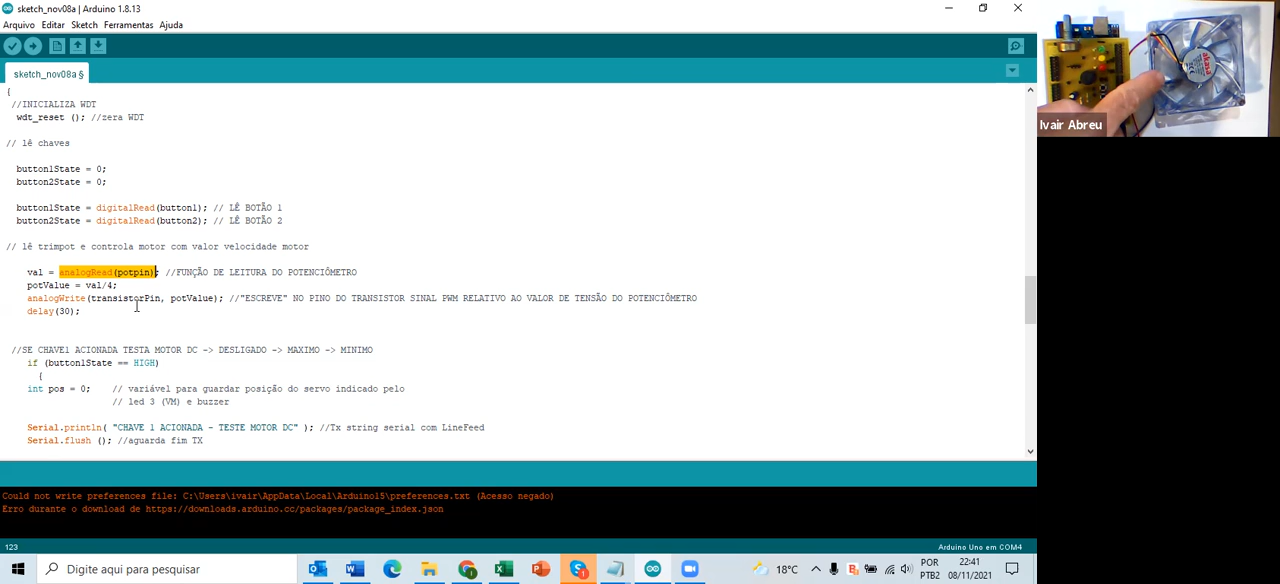 sketch_nov08a | Arduino 1.8.13
Arquivo Editar Sketch Ferramentas Ajuda
sketch_nov08a §
{
//INICIALIZA WDT
wdt_reset (); //zera WDT
// lê chaves
button1State = 0;
button2State = 0;
button1State = digitalRead(button1); // LÊ BOTÃO 1
button2State = digitalRead(button2); // LÊ BOTÃO 2
// lê trimpot e controla motor com valor velocidade motor
val = analogRead(potpin); //FUNÇÃO DE LEITURA DO POTENCIÔMETRO
potValue = val/4;
analogWrite(transistorPin, potValue); //"ESCREVE" NO PINO DO TRANSISTOR SINAL PWM RELATIVO AO VALOR DE TENSÃO DO POTENCIÔMETRO
delay(30);
//SE CHAVE1 ACIONADA TESTA MOTOR DC -> DESLIGADO -> MAXIMO -> MINIMO
if (button1State == HIGH)
{
int pos = 0; // variável para guardar posição do servo indicado pelo
// led 3 (VM) e buzzer
Serial.println( "CHAVE 1 ACIONADA - TESTE MOTOR DC" ); //Tx string serial com LineFeed
Serial.flush (); //aguarda fim TX
Could not write preferences file: C:\Users\ivair\AppData\Local\Arduino15\preferences.txt (Acesso negado)
Erro durante o download de https://downloads.arduino.cc/packages/package_index.json
123
Arduino Uno em COM4
Digite aqui para pesquisar
18°C
POR
PTB2
22:41
08/11/2021
Ivair Abreu
akasa